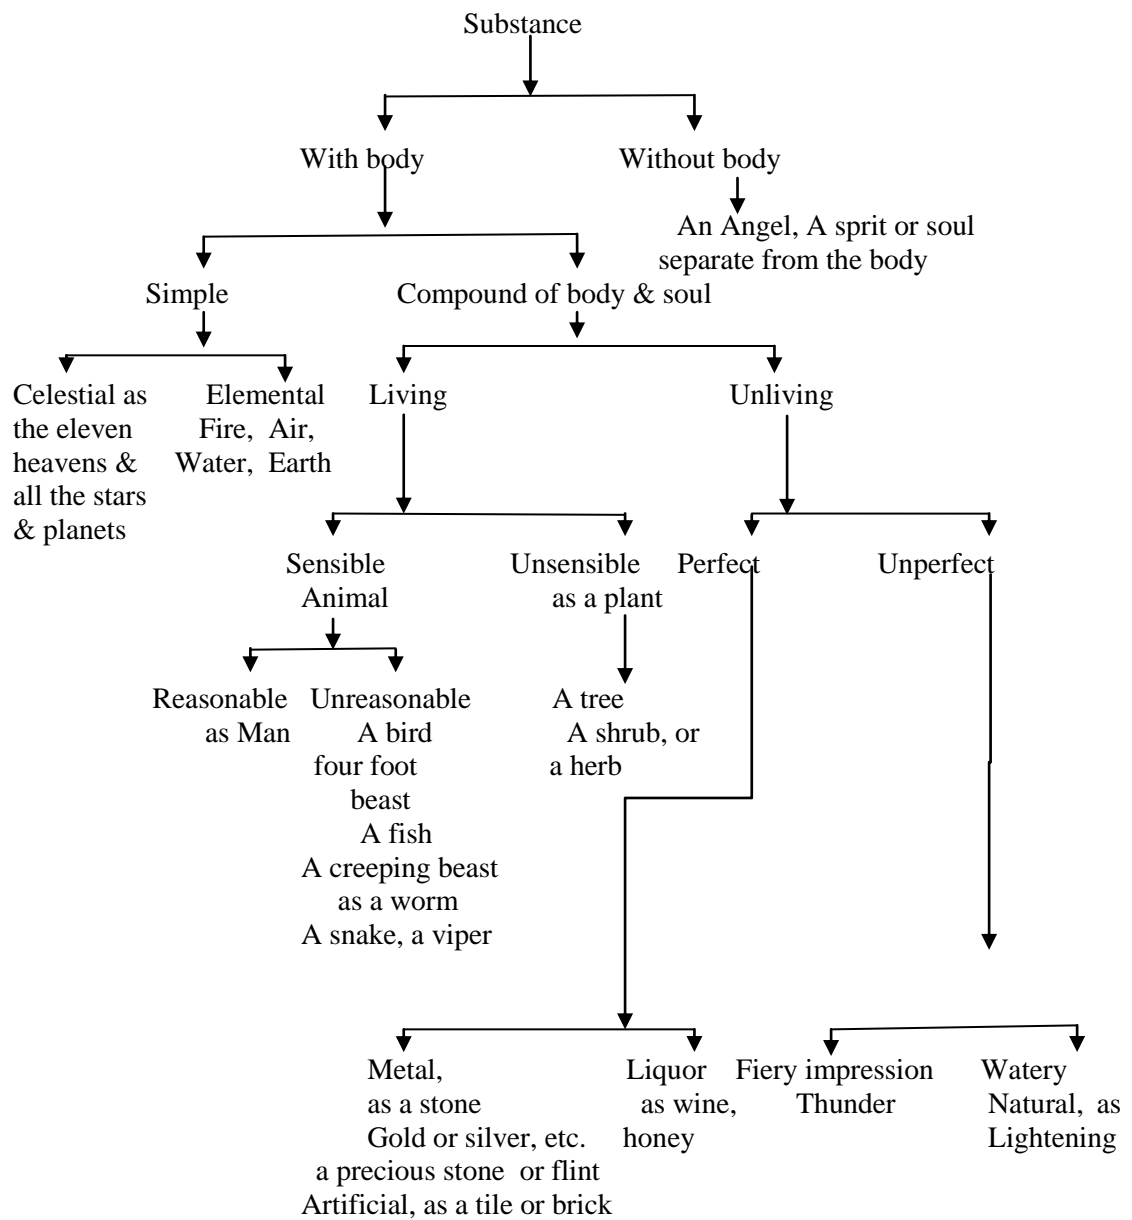 Substance
With body
Without body
An Angel, A sprit or soul
separate from the body
Simple
Compound of body & soul
Celestial as
the eleven
heavens &
all the stars
& planets
Elemental
Fire, Air,
Water, Earth
Living
Unliving
Sensible
Animal
Unsensible
as a plant
Perfect
Unperfect
Reasonable
as Man
Unreasonable
A bird
four foot
beast
A fish
A creeping beast
as a worm
A snake, a viper
A tree
A shrub, or
a herb
Metal,
as a stone
Gold or silver, etc.
a precious stone or flint
Artificial, as a tile or brick
Liquor
as wine,
honey
Fiery impression
Thunder
Watery
Natural, as
Lightening